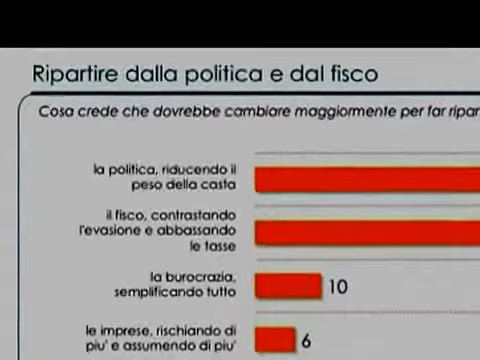 Ripartire dalla politica e dal fisco
Cosa crede che dovrebbe cambiare maggiormente per far ripar
la politica, riducendo il
peso della casta
il fisco, contrastando
l'evasione e abbassando
le tasse
la burocrazia,
semplificando tutto
10
le imprese, rischiando di
piu' e assumendo di piu'
6